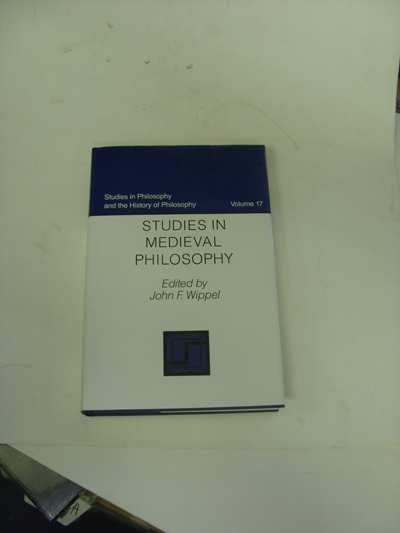 Studies in Philosophy
and the History of Philosophy Volume 17
STUDIES IN
MEDIEVAL
PHILOSOPHY
Edited by
John F. Wippel
A